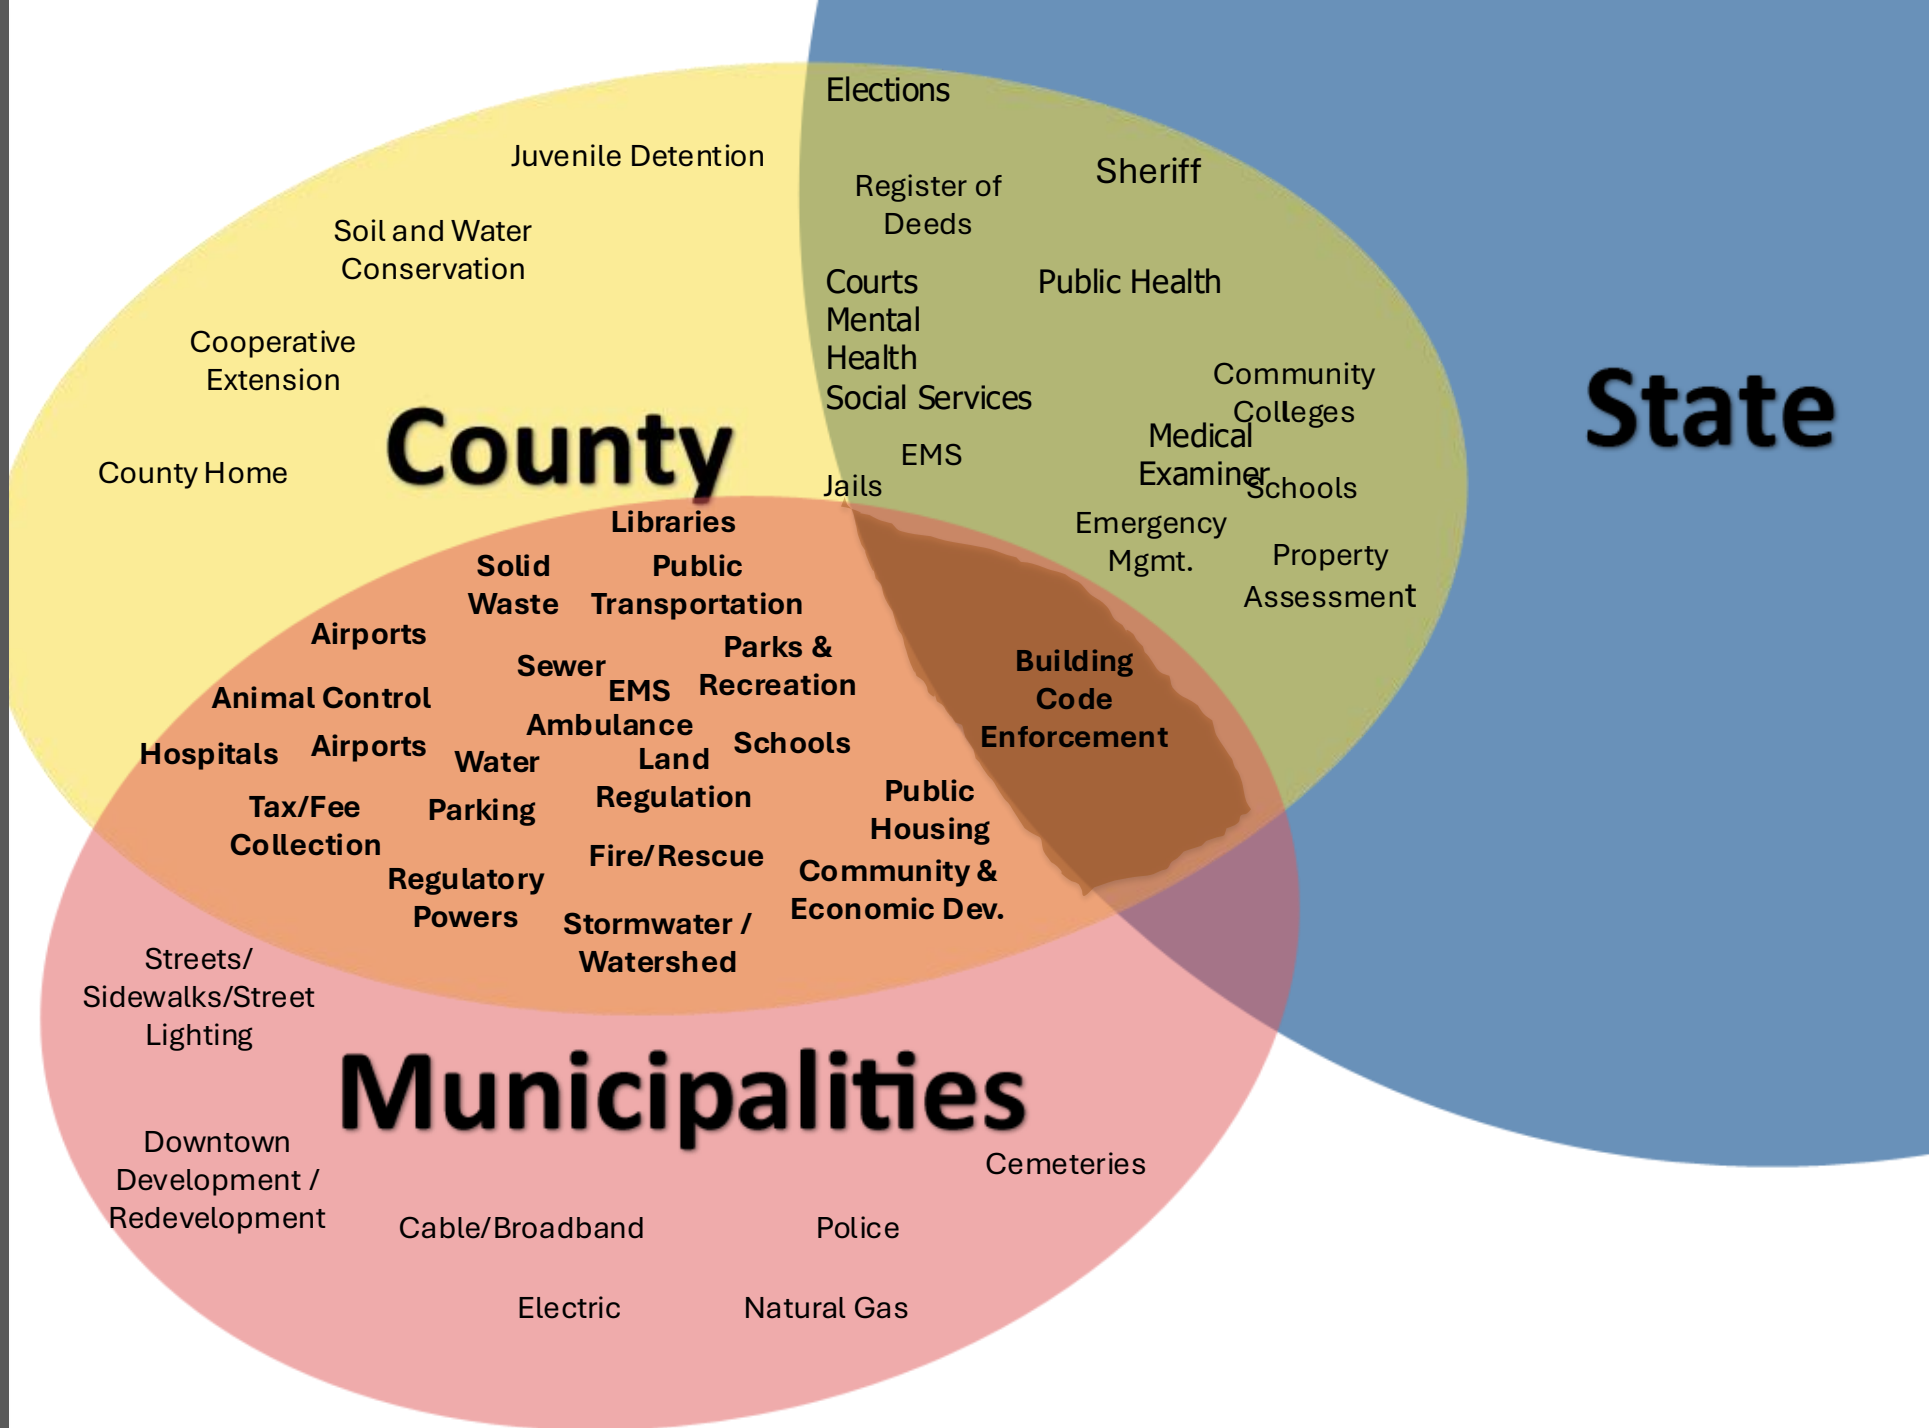 Elections
Juvenile Detention
Sheriff
Register of
Deeds
Soil and Water
Conservation
Courts
Public Health
Mental
Health
Social Services
Cooperative
Extension
Community
Colleges
State
County
Medical
Examiner
EMS
County Home
Jails
Schools
Emergency
Mgmt.
Property
Assessment
Libraries
Solid
Waste
Public
Transportation
Airports
Parks &
Recreation
Sewer
EMS
Animal Control
Ambulance
Building
Code
Enforcement
Hospitals
Airports
Water
Land
Regulation
Schools
Tax/Fee
Collection
Parking
Public
Housing
Fire/Rescue
Regulatory
Powers
Community &
Economic Dev.
Stormwater /
Watershed
Streets/
Sidewalks/Street
Lighting
Municipalities
Downtown
Development /
Redevelopment
Cemeteries
Cable/Broadband
Police
Electric
Natural Gas